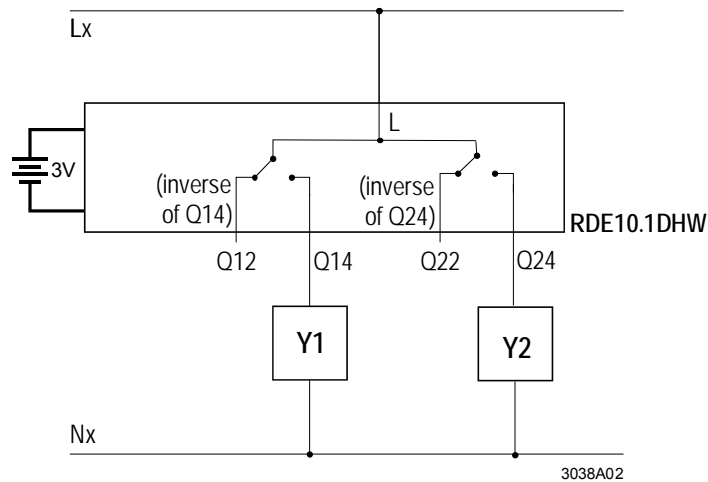 Lx
L
3V
(inverse
of Q14)
(inverse
of Q24)
RDE10.1DHW
Q12 Q14 Q22 Q24
Y1 Y2
Nx
3038A02